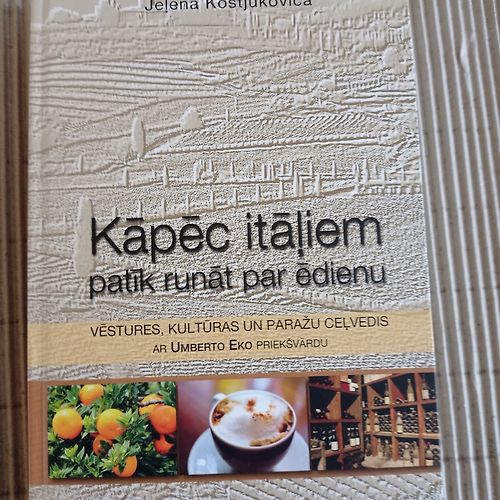 Jeļena Kostjukoviča
Kāpēc itāļiem
patīk runāt par ēdienu
VĒSTURES, KULTŪRAS UN PARAŽU CEĻVEDIS
AR UMBERTO EKO PRIEKŠVĀRDU